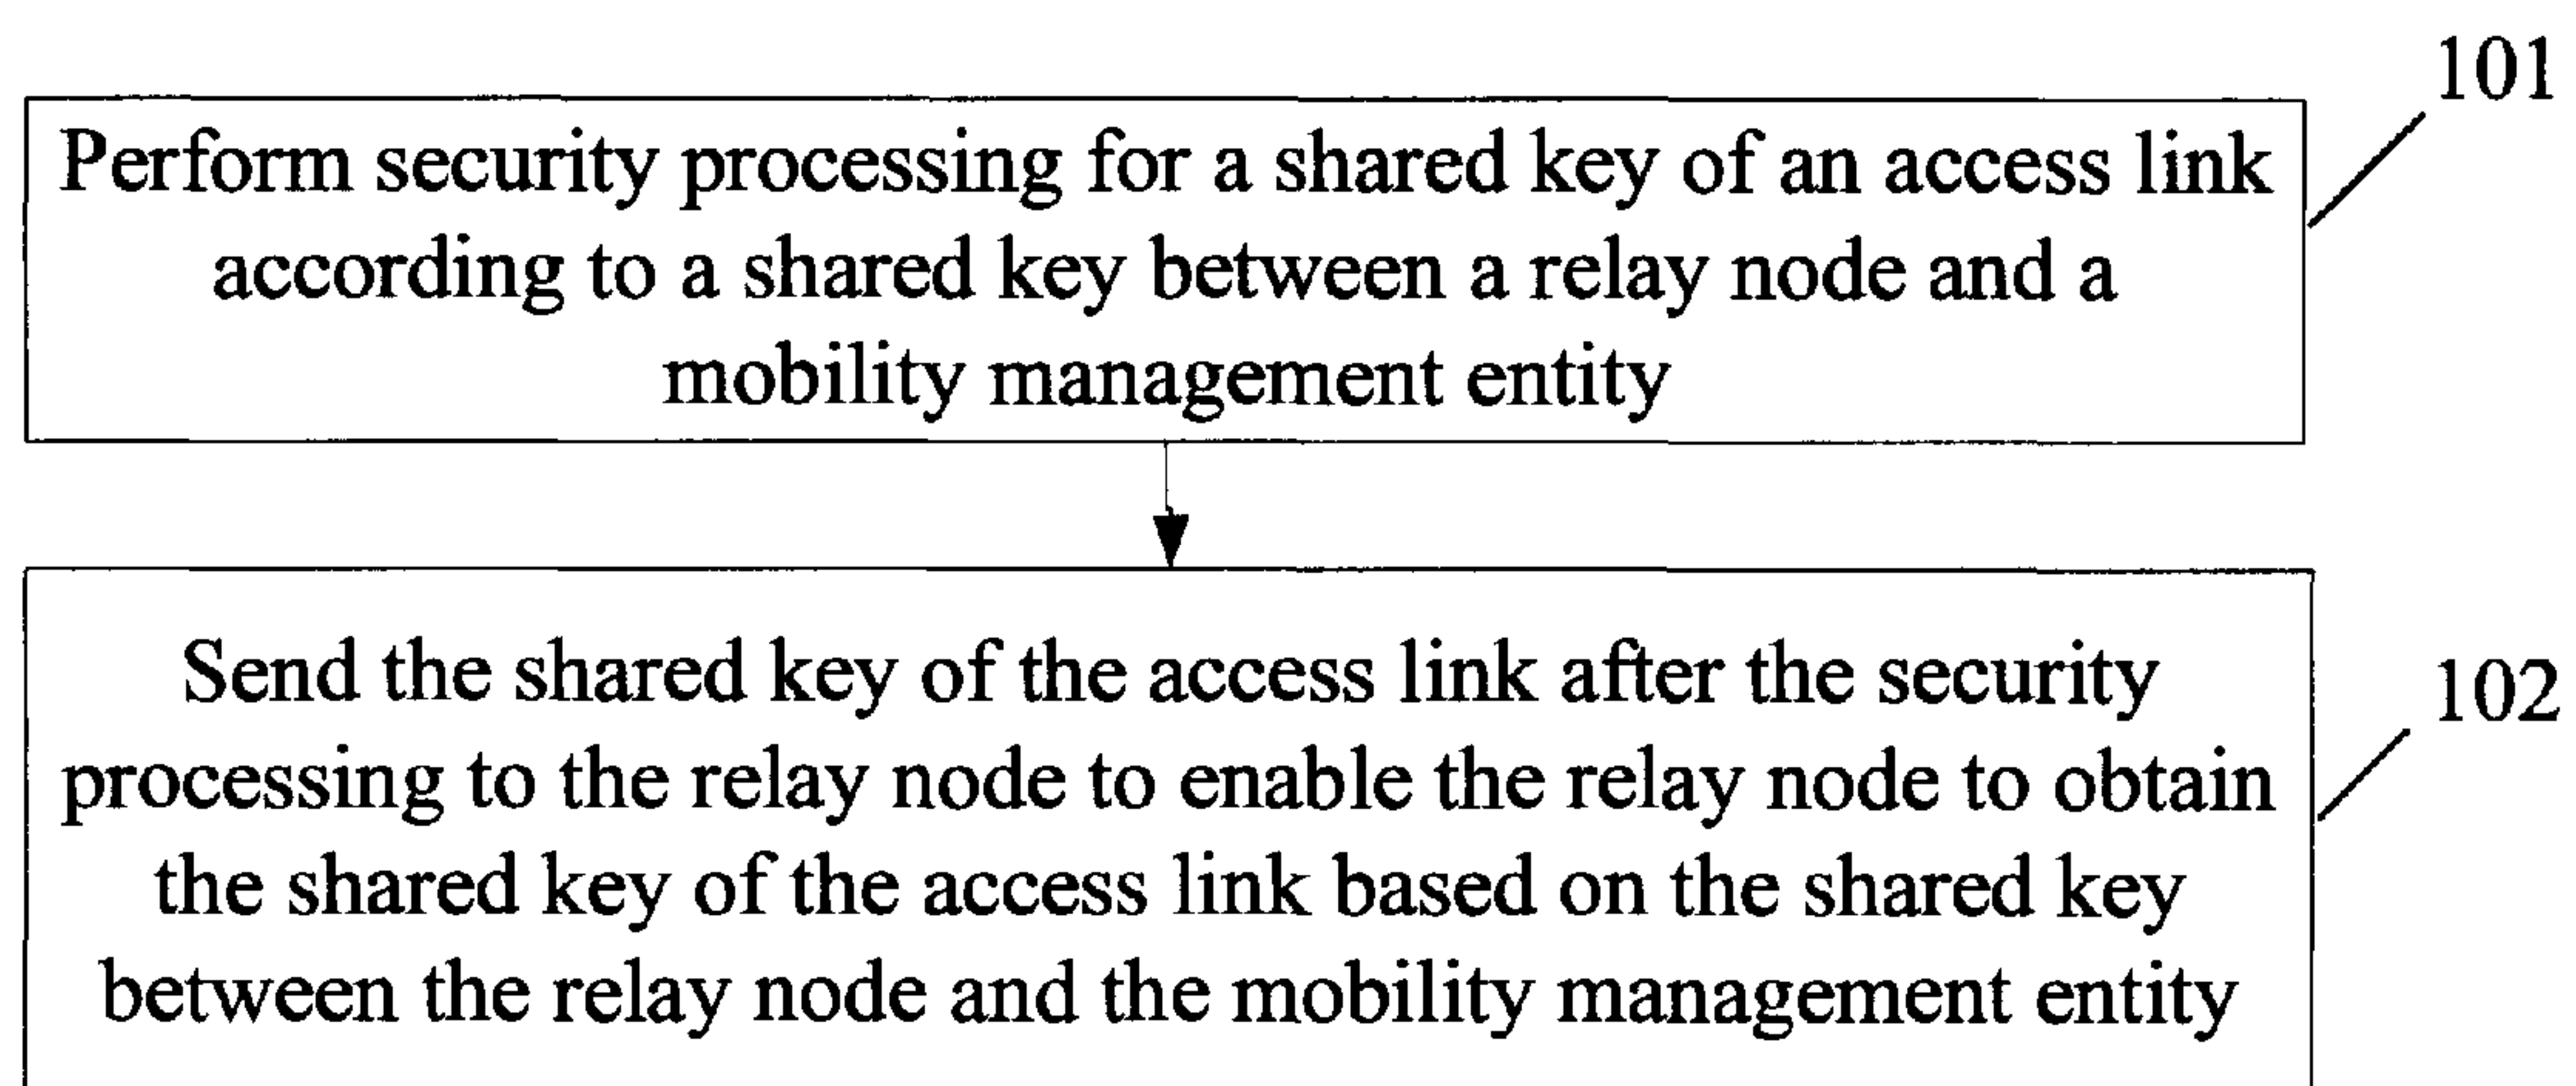 101
Perform security processing for a shared key of an access link
according to a shared key between a relay node and a
mobility management entity
Send the shared key of the access link after the security
102
processing to the relay node to enable the relay node to obtain
the shared key of the access link based on the shared key
between the relay node and the mobility management entity